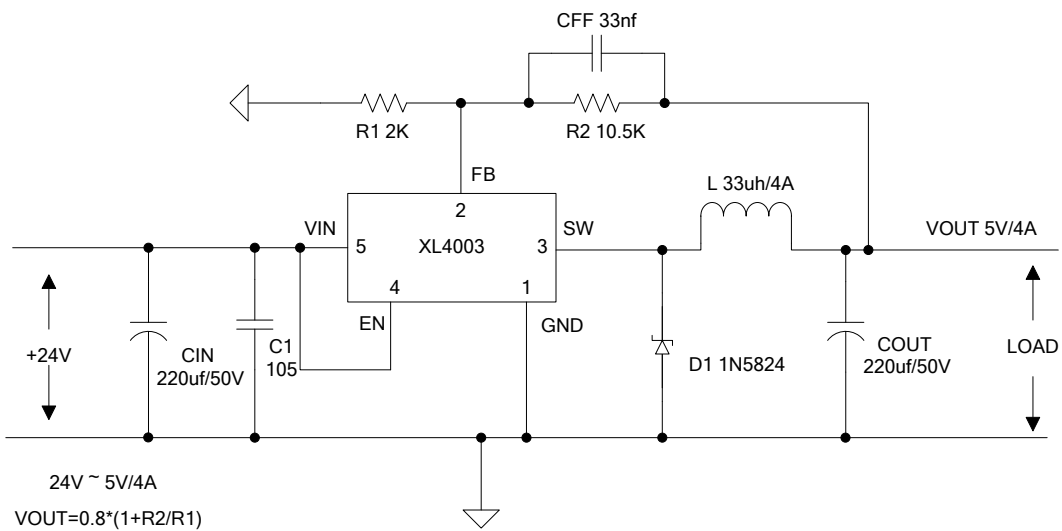 CFF 33nf
R1 2K
R2 10.5K
FB
L 33uh/4A
2
VIN
SW
VOUT 5V/4A
5
XL4003
3
4
1
EN
GND
+24V
CIN
220uf/50V
C1
105
D1 1N5824
COUT
220uf/50V
LOAD
24V ~ 5V/4A
VOUT=0.8*(1+R2/R1)